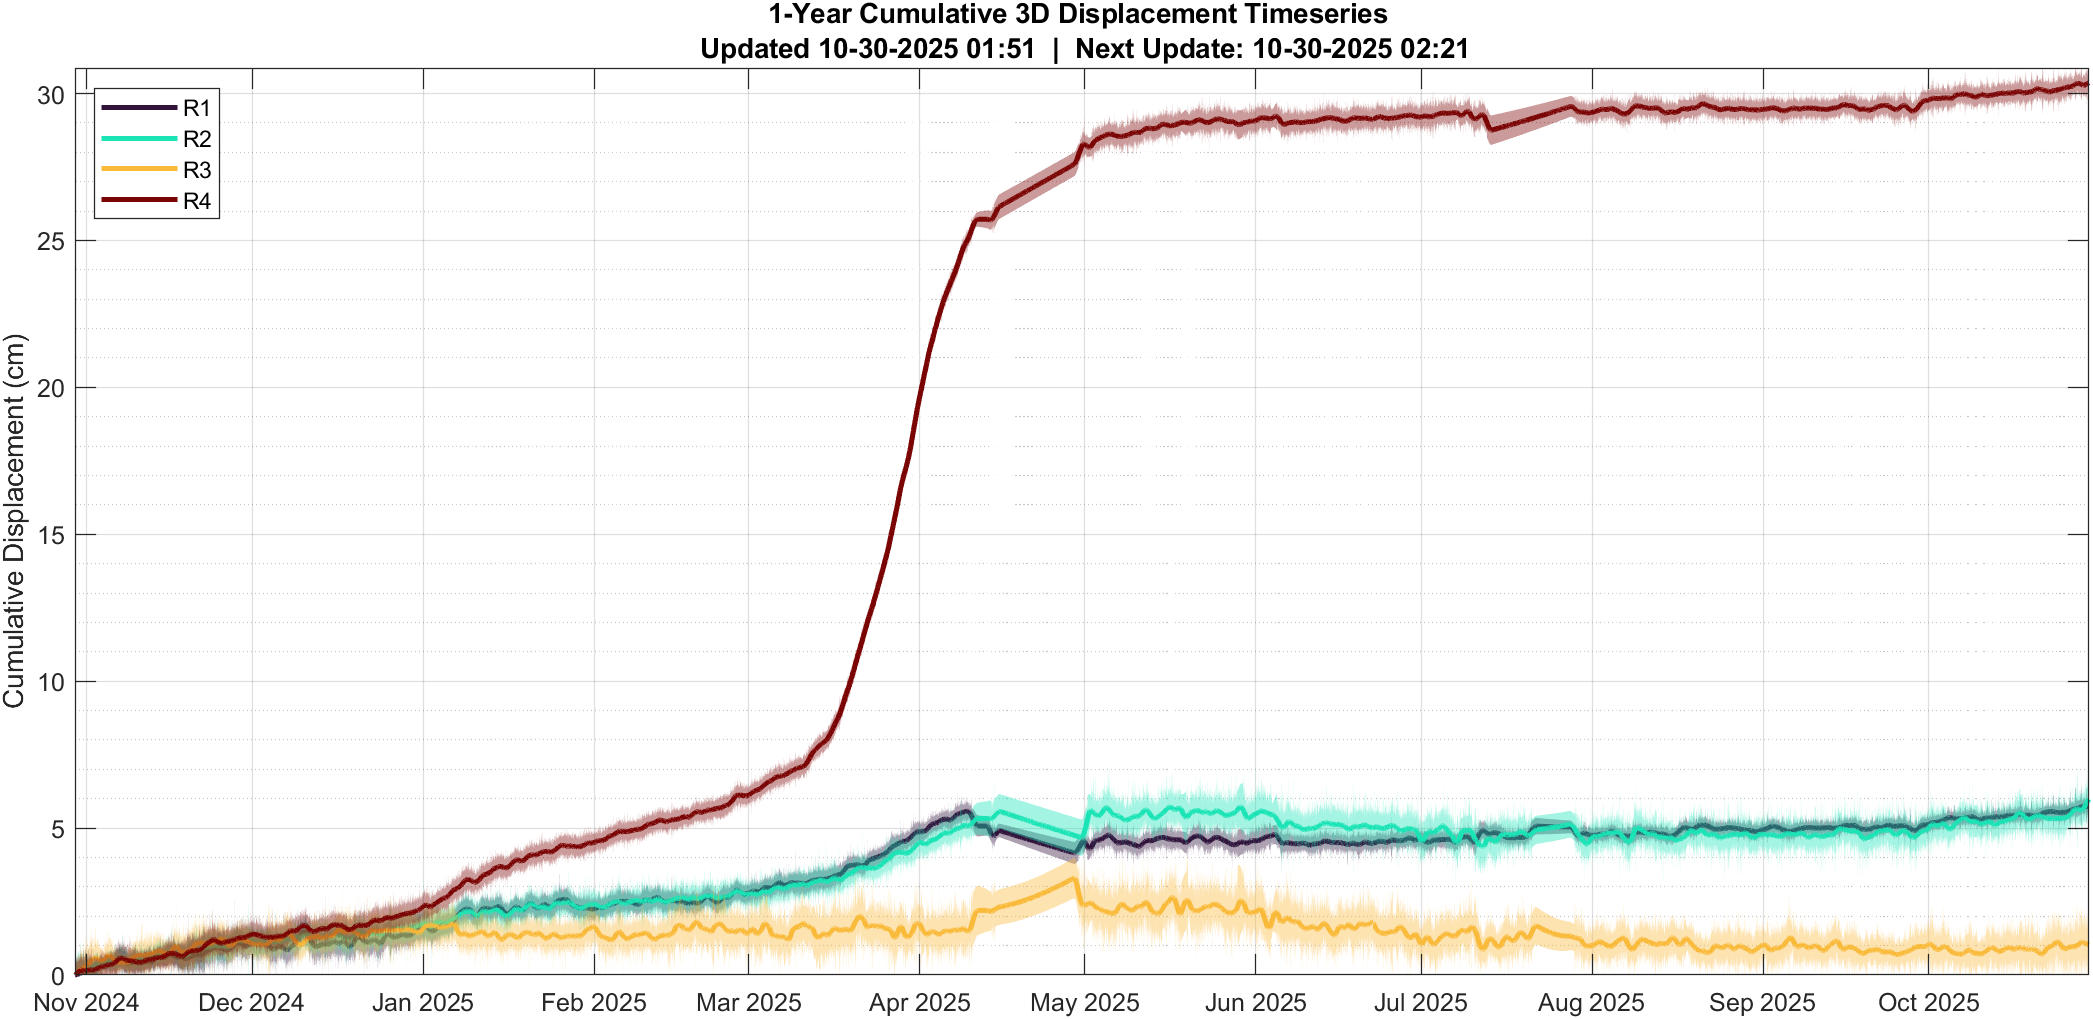 1-Year Cumulative 3D Displacement Timeseries
Updated 10-30-2025 01:51 | Next Update: 10-30-2025 02:21
R1
R2
R3
R4
Cumulative Displacement (cm)
30
25
20
15
10
5
0
Nov 2024 Dec 2024 Jan 2025 Feb 2025 Mar 2025 Apr 2025 May 2025 Jun 2025 Jul 2025 Aug 2025 Sep 2025 Oct 2025